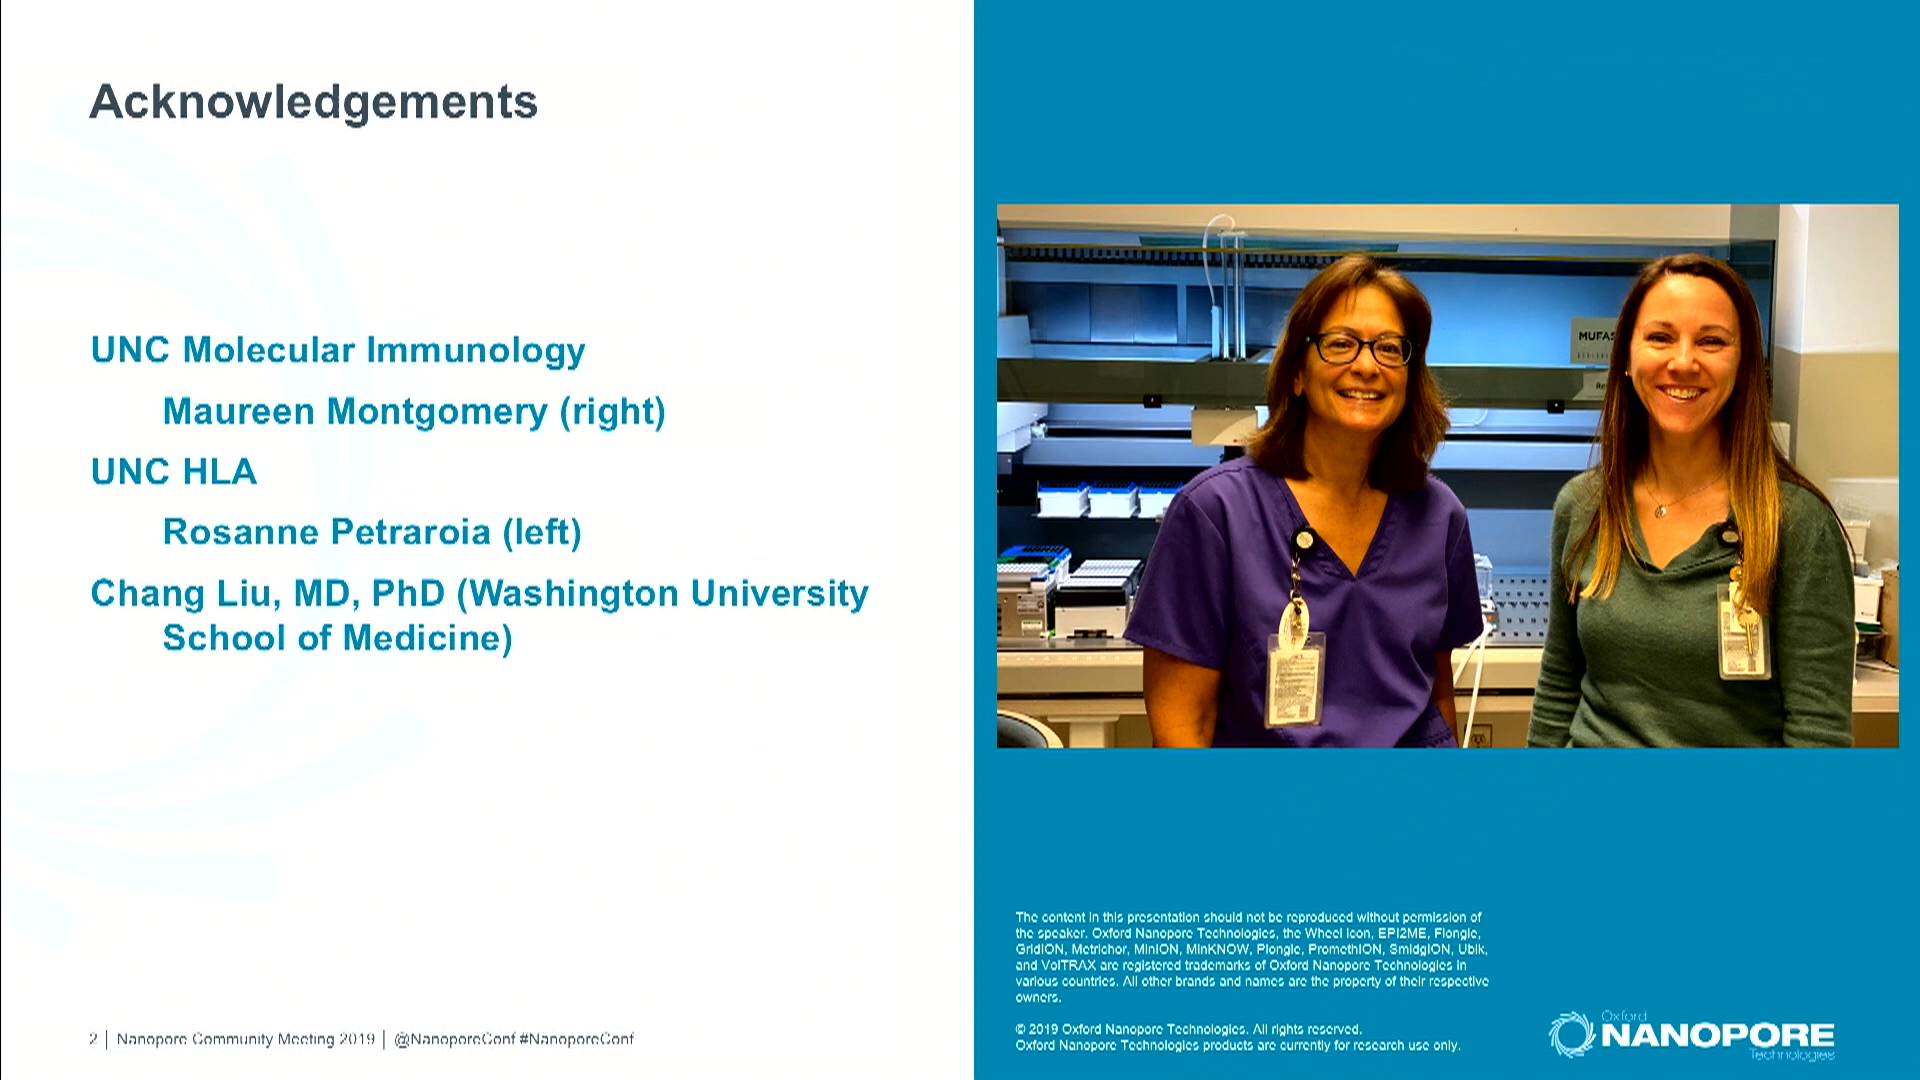 Acknowledgements
UNC Molecular Immunology
Maureen Montgomery (right)
UNC HLA
Rosanne Petraroia (left)
Chang Liu, MD, PhD (Washington University
School of Medicine)
MUFAS
Re
The content in this presentation should not be reproduced without permission of
the speaker. Oxford Nanopore Technologies, the Wheel icon, EPI2ME, Flongle,
GridION, Metrichor, MinION, MinKNOW, Plongle, PromethION, SmidgION, Ubik,
and VolTRAX are registered trademarks of Oxford Nanopore Technologies in
various countries. All other brands and names are the property of their respective
owners.
© 2019 Oxford Nanopore Technologies. All rights reserved.
Oxford Nanopore Technologies products are currently for research use only.
2 | Nanopore Community Meeting 2019 | @NanoporeConf #NanoporeConf
Oxford
NANOPORE
Technologies